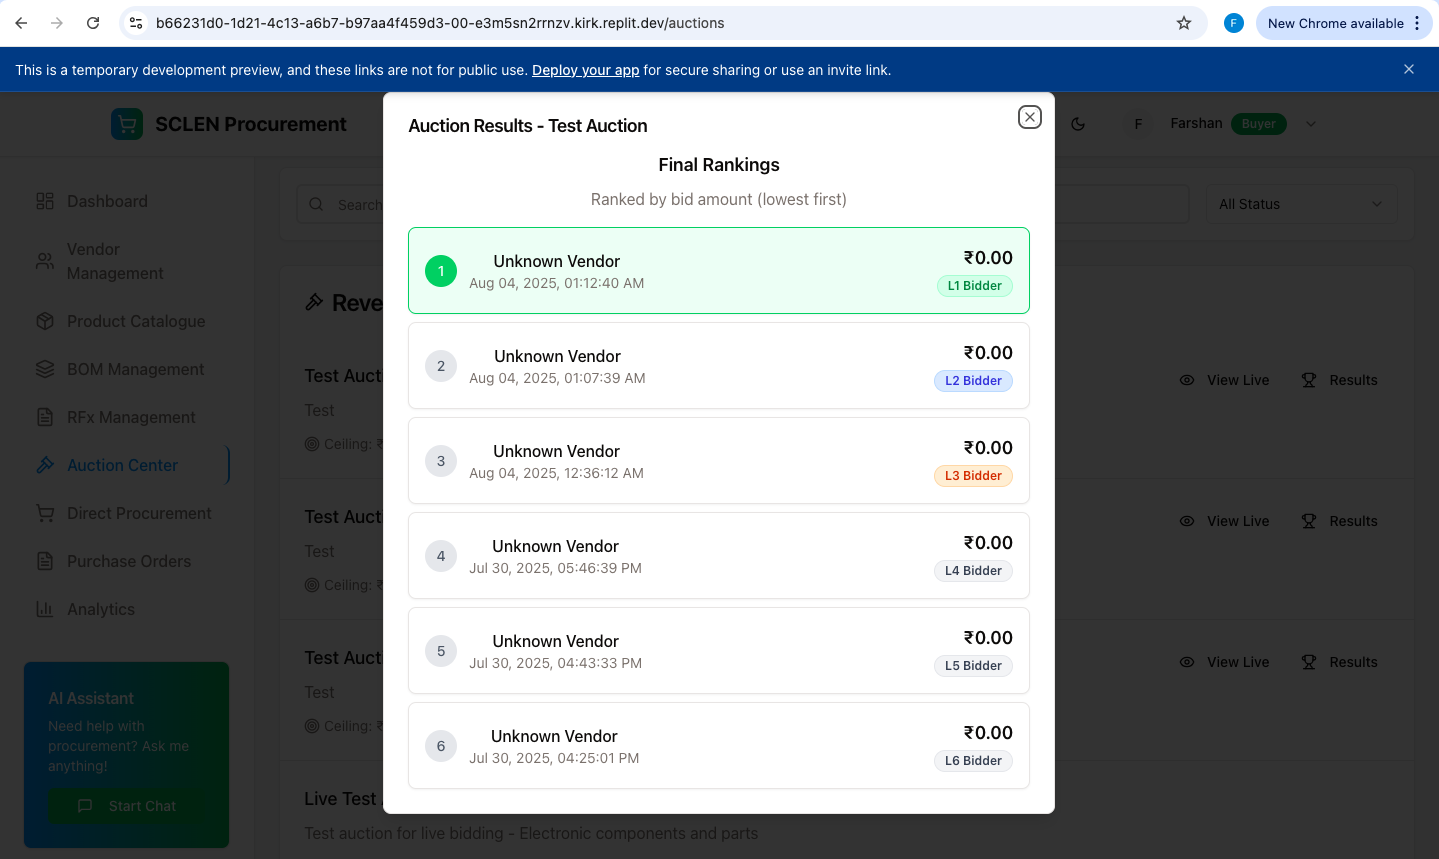 b66231d0-1d21-4c13-a6b7-b97aa4f459d3-00-e3m5sn2rrnzv.kirk.replit.dev/auctions
F
New Chrome available
This is a temporary development preview, and these links are not for public use. Deploy your app for secure sharing or use an invite link.
SCLEN Procurement
F
Farshan
Buyer
Dashboard
Vendor
Management
Product Catalogue
BOM Management
RFx Management
Auction Center
Direct Procurement
Purchase Orders
Analytics
AI Assistant
Need help with
procurement? Ask me
anything!
Start Chat
Search
All Status
Reve
Test Aucti
Test
Ceiling: ₹
View Live
Results
Test Aucti
Test
Ceiling: ₹
View Live
Results
Test Aucti
Test
Ceiling: ₹
View Live
Results
Live Test
Test auction for live bidding - Electronic components and parts
Auction Results - Test Auction
Final Rankings
Ranked by bid amount (lowest first)
1
Unknown Vendor
Aug 04, 2025, 01:12:40 AM
₹0.00
L1 Bidder
2
Unknown Vendor
Aug 04, 2025, 01:07:39 AM
₹0.00
L2 Bidder
3
Unknown Vendor
Aug 04, 2025, 12:36:12 AM
₹0.00
L3 Bidder
4
Unknown Vendor
Jul 30, 2025, 05:46:39 PM
₹0.00
L4 Bidder
5
Unknown Vendor
Jul 30, 2025, 04:43:33 PM
₹0.00
L5 Bidder
6
Unknown Vendor
Jul 30, 2025, 04:25:01 PM
₹0.00
L6 Bidder